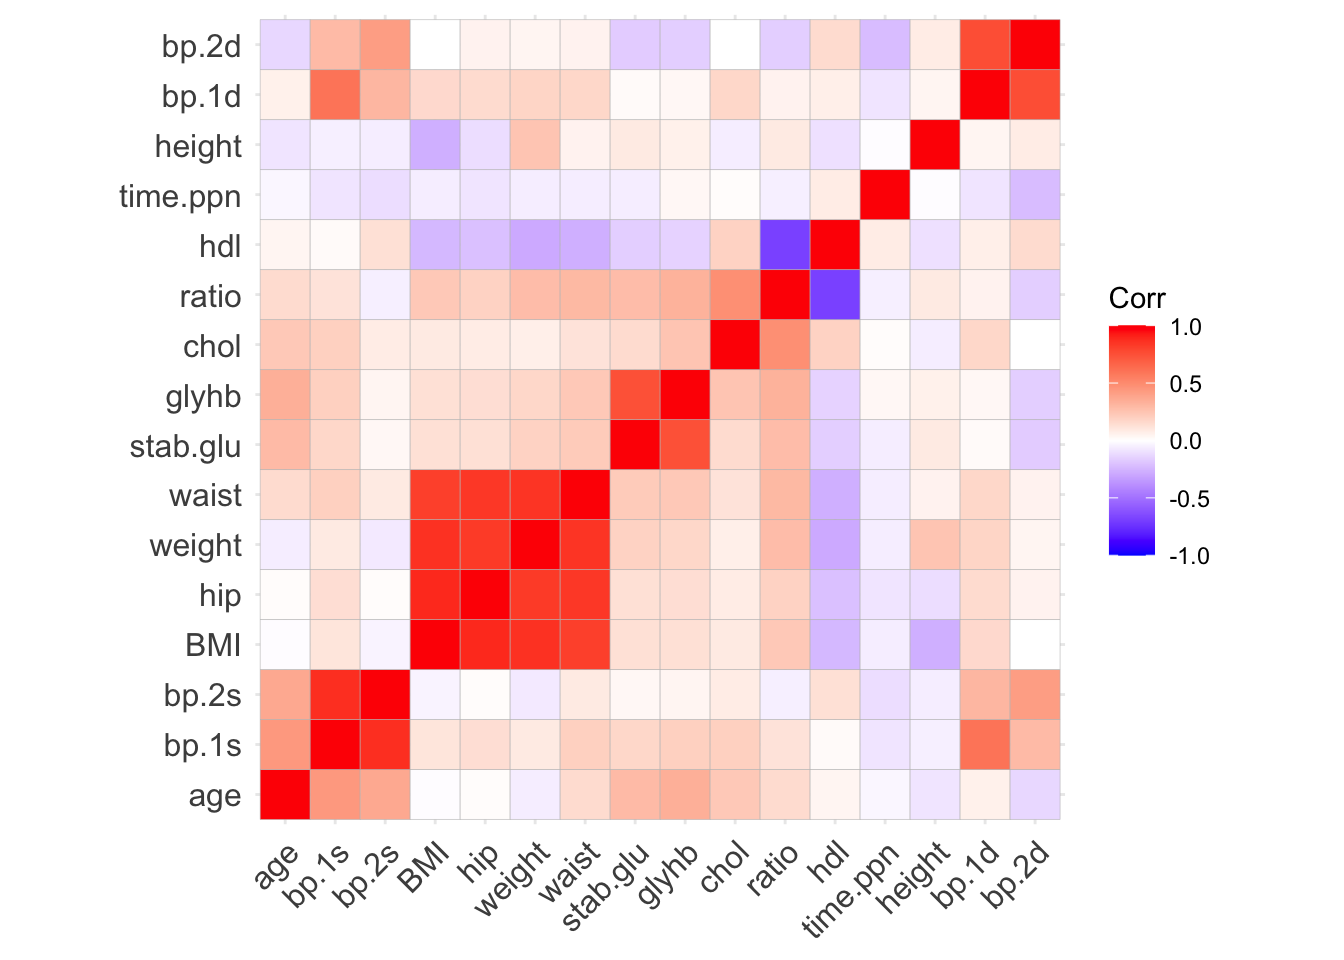 bp.2d
bp.1d
height
time.ppn
hdl
ratio
chol
glyhb
stab.glu
waist
weight
hip
BMI
bp.2s
bp.1s
age
age
bp.1s
bp.2s
BMI
hip
weight
waist
stab.glu
glyhb
chol
ratio
hdl
time.ppn
height
bp.1d
bp.2d
Corr
1.0
0.5
0.0
-0.5
-1.0